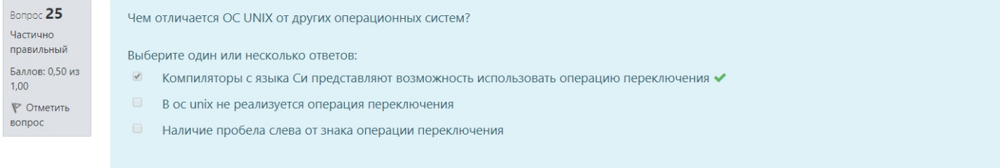 Вопрос 25
Частично
правильный
Баллов: 0,50 из
1,00
Отметить
вопрос
Чем отличается ОС UNIX от других операционных систем?
Выберите один или несколько ответов:
Компиляторы с языка Си представляют возможность использовать операцию переключения
В ос unix не реализуется операция переключения
Наличие пробела слева от знака операции переключения